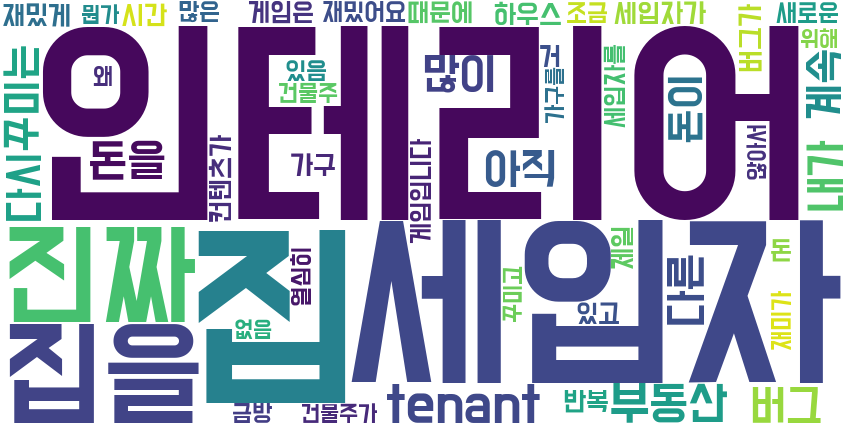 재밌게 뭔가 시간 많은 게임은 재밌어요 때문에 하우스 조금 세입자가 버그가 새로운
위해
다시 꾸미는
인테리어
왜
있음
건물주
많이
가구를
세입자를
돈이
계속
돈을
컨텐츠가
가구
게임입니다
아직
않아서
내가
진짜
집
세입자
열심히
꾸미고
제일
다른
돈
집을
없음
있고
재미가
금방
건물주가
tenant
반복
부동산
버그